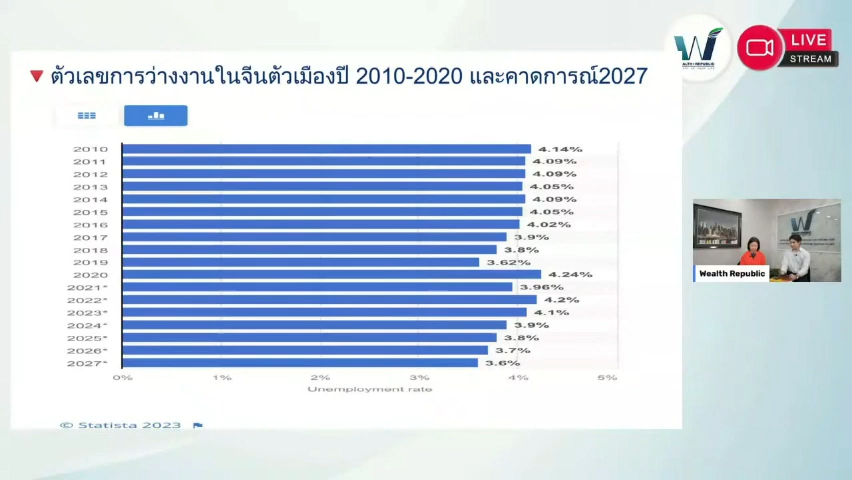 LIVE
STREAM
ตัวเลขการว่างงานในจีนตัวเมืองปี 2010-2020 และคาดการณ์2027
2010 4.14%
2011 4.09%
2012 4.09%
2013 4.05%
2014 4.09%
2015 4.05%
2016 4.02%
2017 3.9%
2018 3.8%
2019 3.62%
2020 4.24%
2021* 3.96%
2022* 4.2%
2023* 4.1%
2024* 3.9%
2025* 3.8%
2026* 3.7%
2027* 3.6%
0% 1% 2% 3% 4% 5%
Unemployment rate
© Statista 2023
Wealth Republic